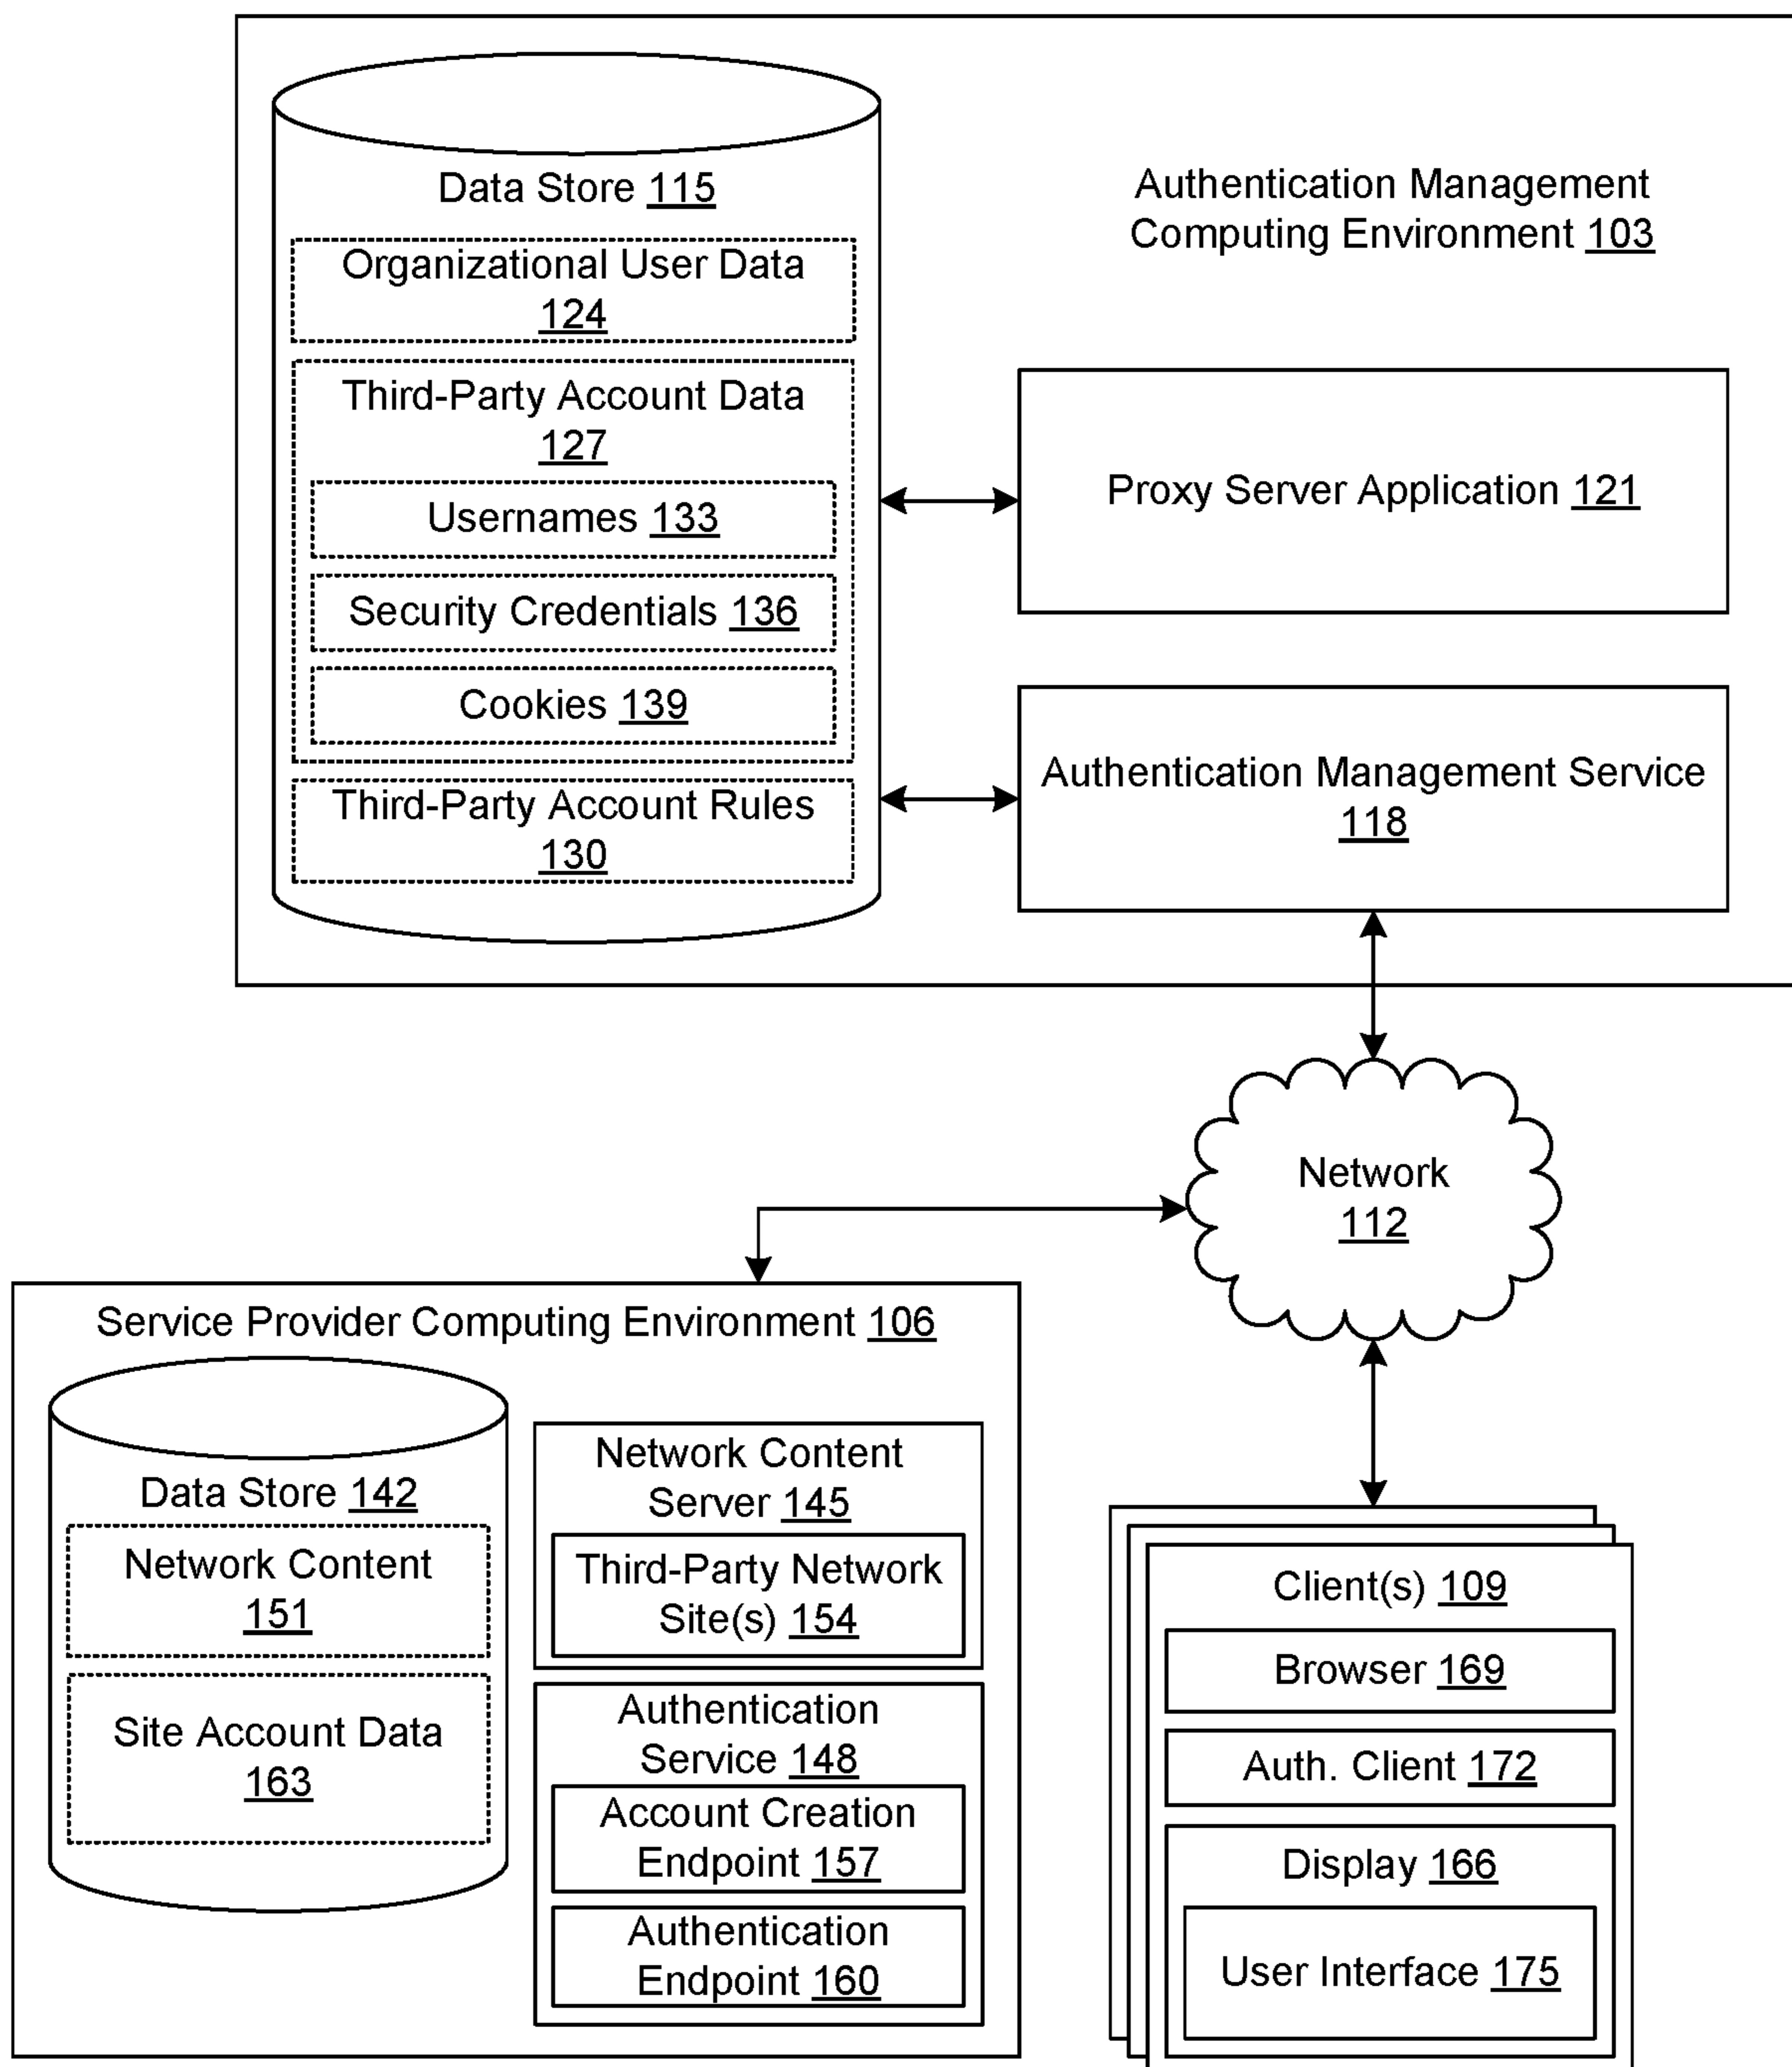 Data Store 115
Organizational User Data
124
Third-Party Account Data
127
Usernames 133
Security Credentials 136
Cookies 139
Third-Party Account Rules
130
Authentication Management
Computing Environment 103
Proxy Server Application 121
Authentication Management Service
118
Network
112
Service Provider Computing Environment 106
Data Store 142
Network Content
151
Site Account Data
163
Network Content
Server 145
Third-Party Network
Site(s) 154
Authentication
Service 148
Account Creation
Endpoint 157
Authentication
Endpoint 160
Client(s) 109
Browser 169
Auth. Client 172
Display 166
User Interface 175